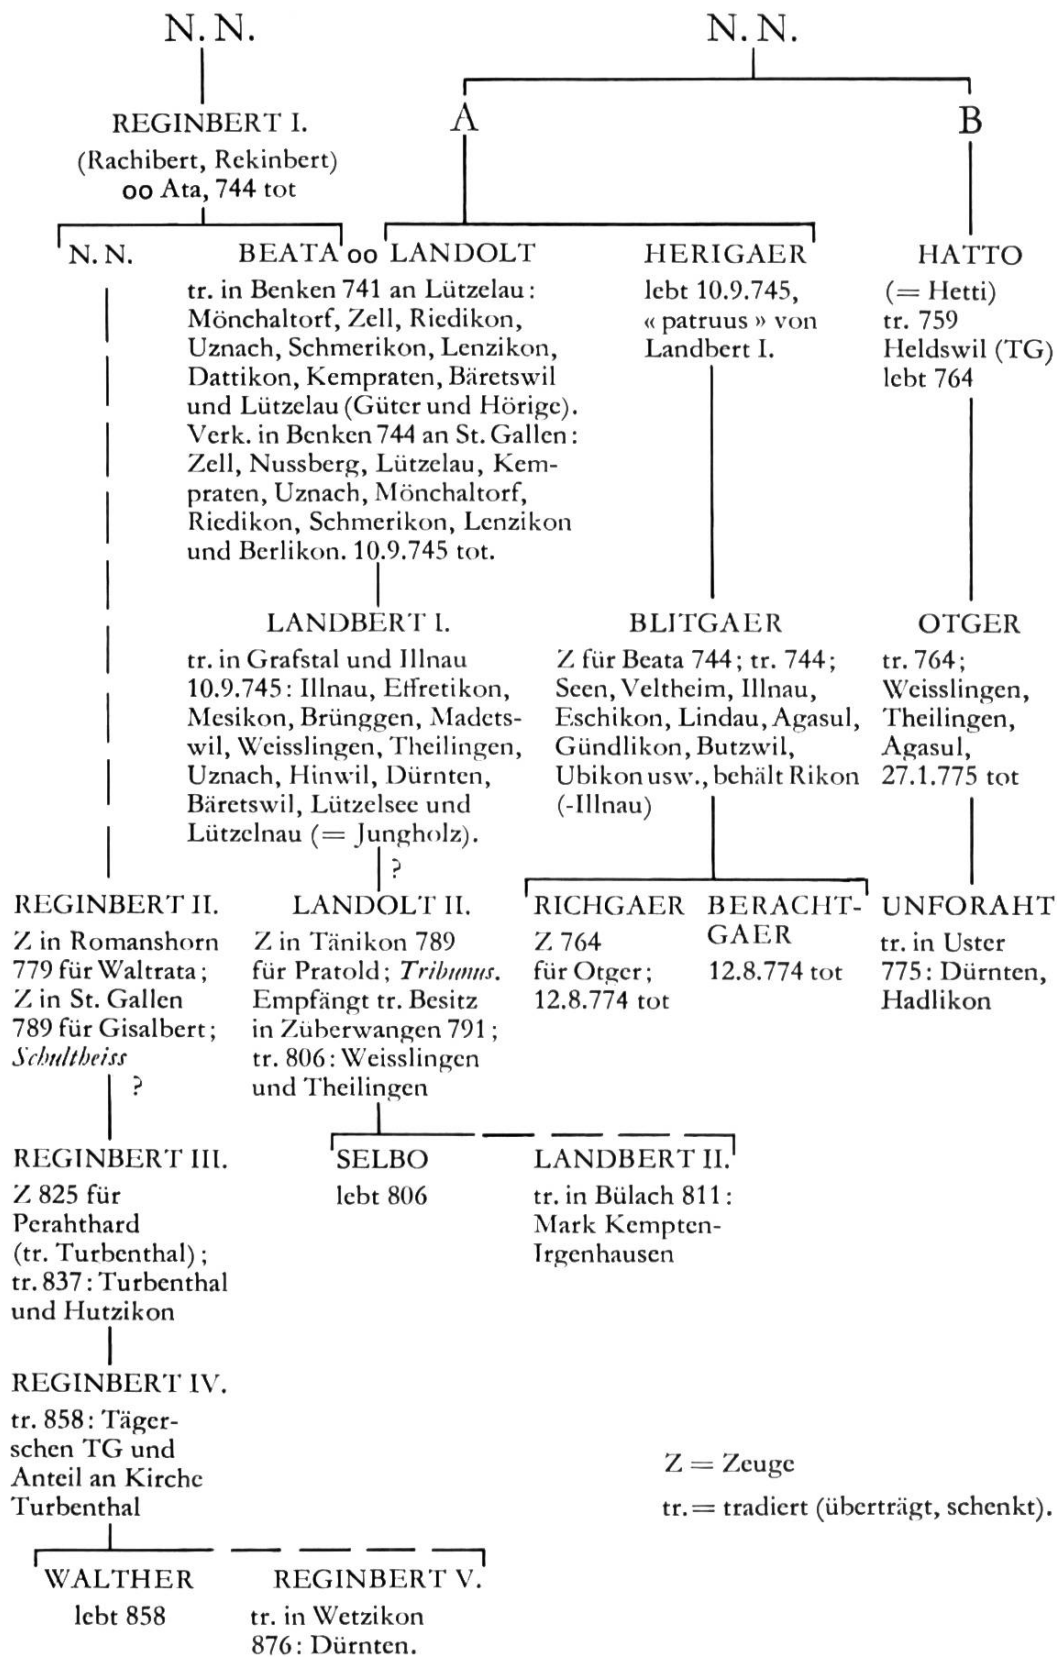 N. N.
N. N.
REGINBERT I.
(Rachibert, Rekinbert)
oo Ata, 744 tot
A
B
N. N.
BEATA oo LANDOLT
tr. in Benken 741 an Lützelau:
Mönchaltorf, Zell, Riedikon,
Uznach, Schmerikon, Lenzikon,
Dattikon, Kempraten, Bäretswil
und Lützelau (Güter und Hörige).
Verk. in Benken 744 an St. Gallen:
Zell, Nussberg, Lützelau, Kem-
praten, Uznach, Mönchaltorf,
Riedikon, Schmerikon, Lenzikon
und Berlikon. 10.9.745 tot.
HERIGAER
lebt 10.9.745,
« patruus » von
Landbert I.
HATTO
(= Hetti)
tr. 759
Heldswil (TG)
lebt 764
LANDBERT I.
tr. in Grafstal und Illnau
10.9.745: Illnau, Effretikon,
Mesikon, Brünggen, Madets-
wil, Weisslingen, Theilingen,
Uznach, Hinwil, Dürnten,
Bäretswil, Lützelsee und
Lützelnau (= Jungholz).
?
BLITGAER
Z für Beata 744; tr. 744;
Seen, Veltheim, Illnau,
Eschikon, Lindau, Agasul,
Gündlikon, Butzwil,
Ubikon usw., behält Rikon
(-Illnau)
OTGER
tr. 764;
Weisslingen,
Theilingen,
Agasul,
27.1.775 tot
REGINBERT II.
Z in Romanshorn
779 für Waltrata;
Z in St. Gallen
789 für Gisalbert;
Schultheiss
?
LANDOLT II.
Z in Tänikon 789
für Pratold; Tribunus.
Empfängt tr. Besitz
in Züberwangen 791;
tr. 806: Weisslingen
und Theilingen
RICHGAER
Z 764
für Otger;
12.8.774 tot
BERACHT-
GAER
12.8.774 tot
UNFORAHT
tr. in Uster
775: Dürnten,
Hadlikon
REGINBERT III.
Z 825 für
Perahthard
(tr. Turbenthal);
tr. 837: Turbenthal
und Hutzikon
SELBO
lebt 806
LANDBERT II.
tr. in Bülach 811:
Mark Kempten-
Irgenhausen
REGINBERT IV.
tr. 858: Täger-
schen TG und
Anteil an Kirche
Turbenthal
Z = Zeuge
tr. = tradiert (überträgt, schenkt).
WALTHER
lebt 858
REGINBERT V.
tr. in Wetzikon
876: Dürnten.